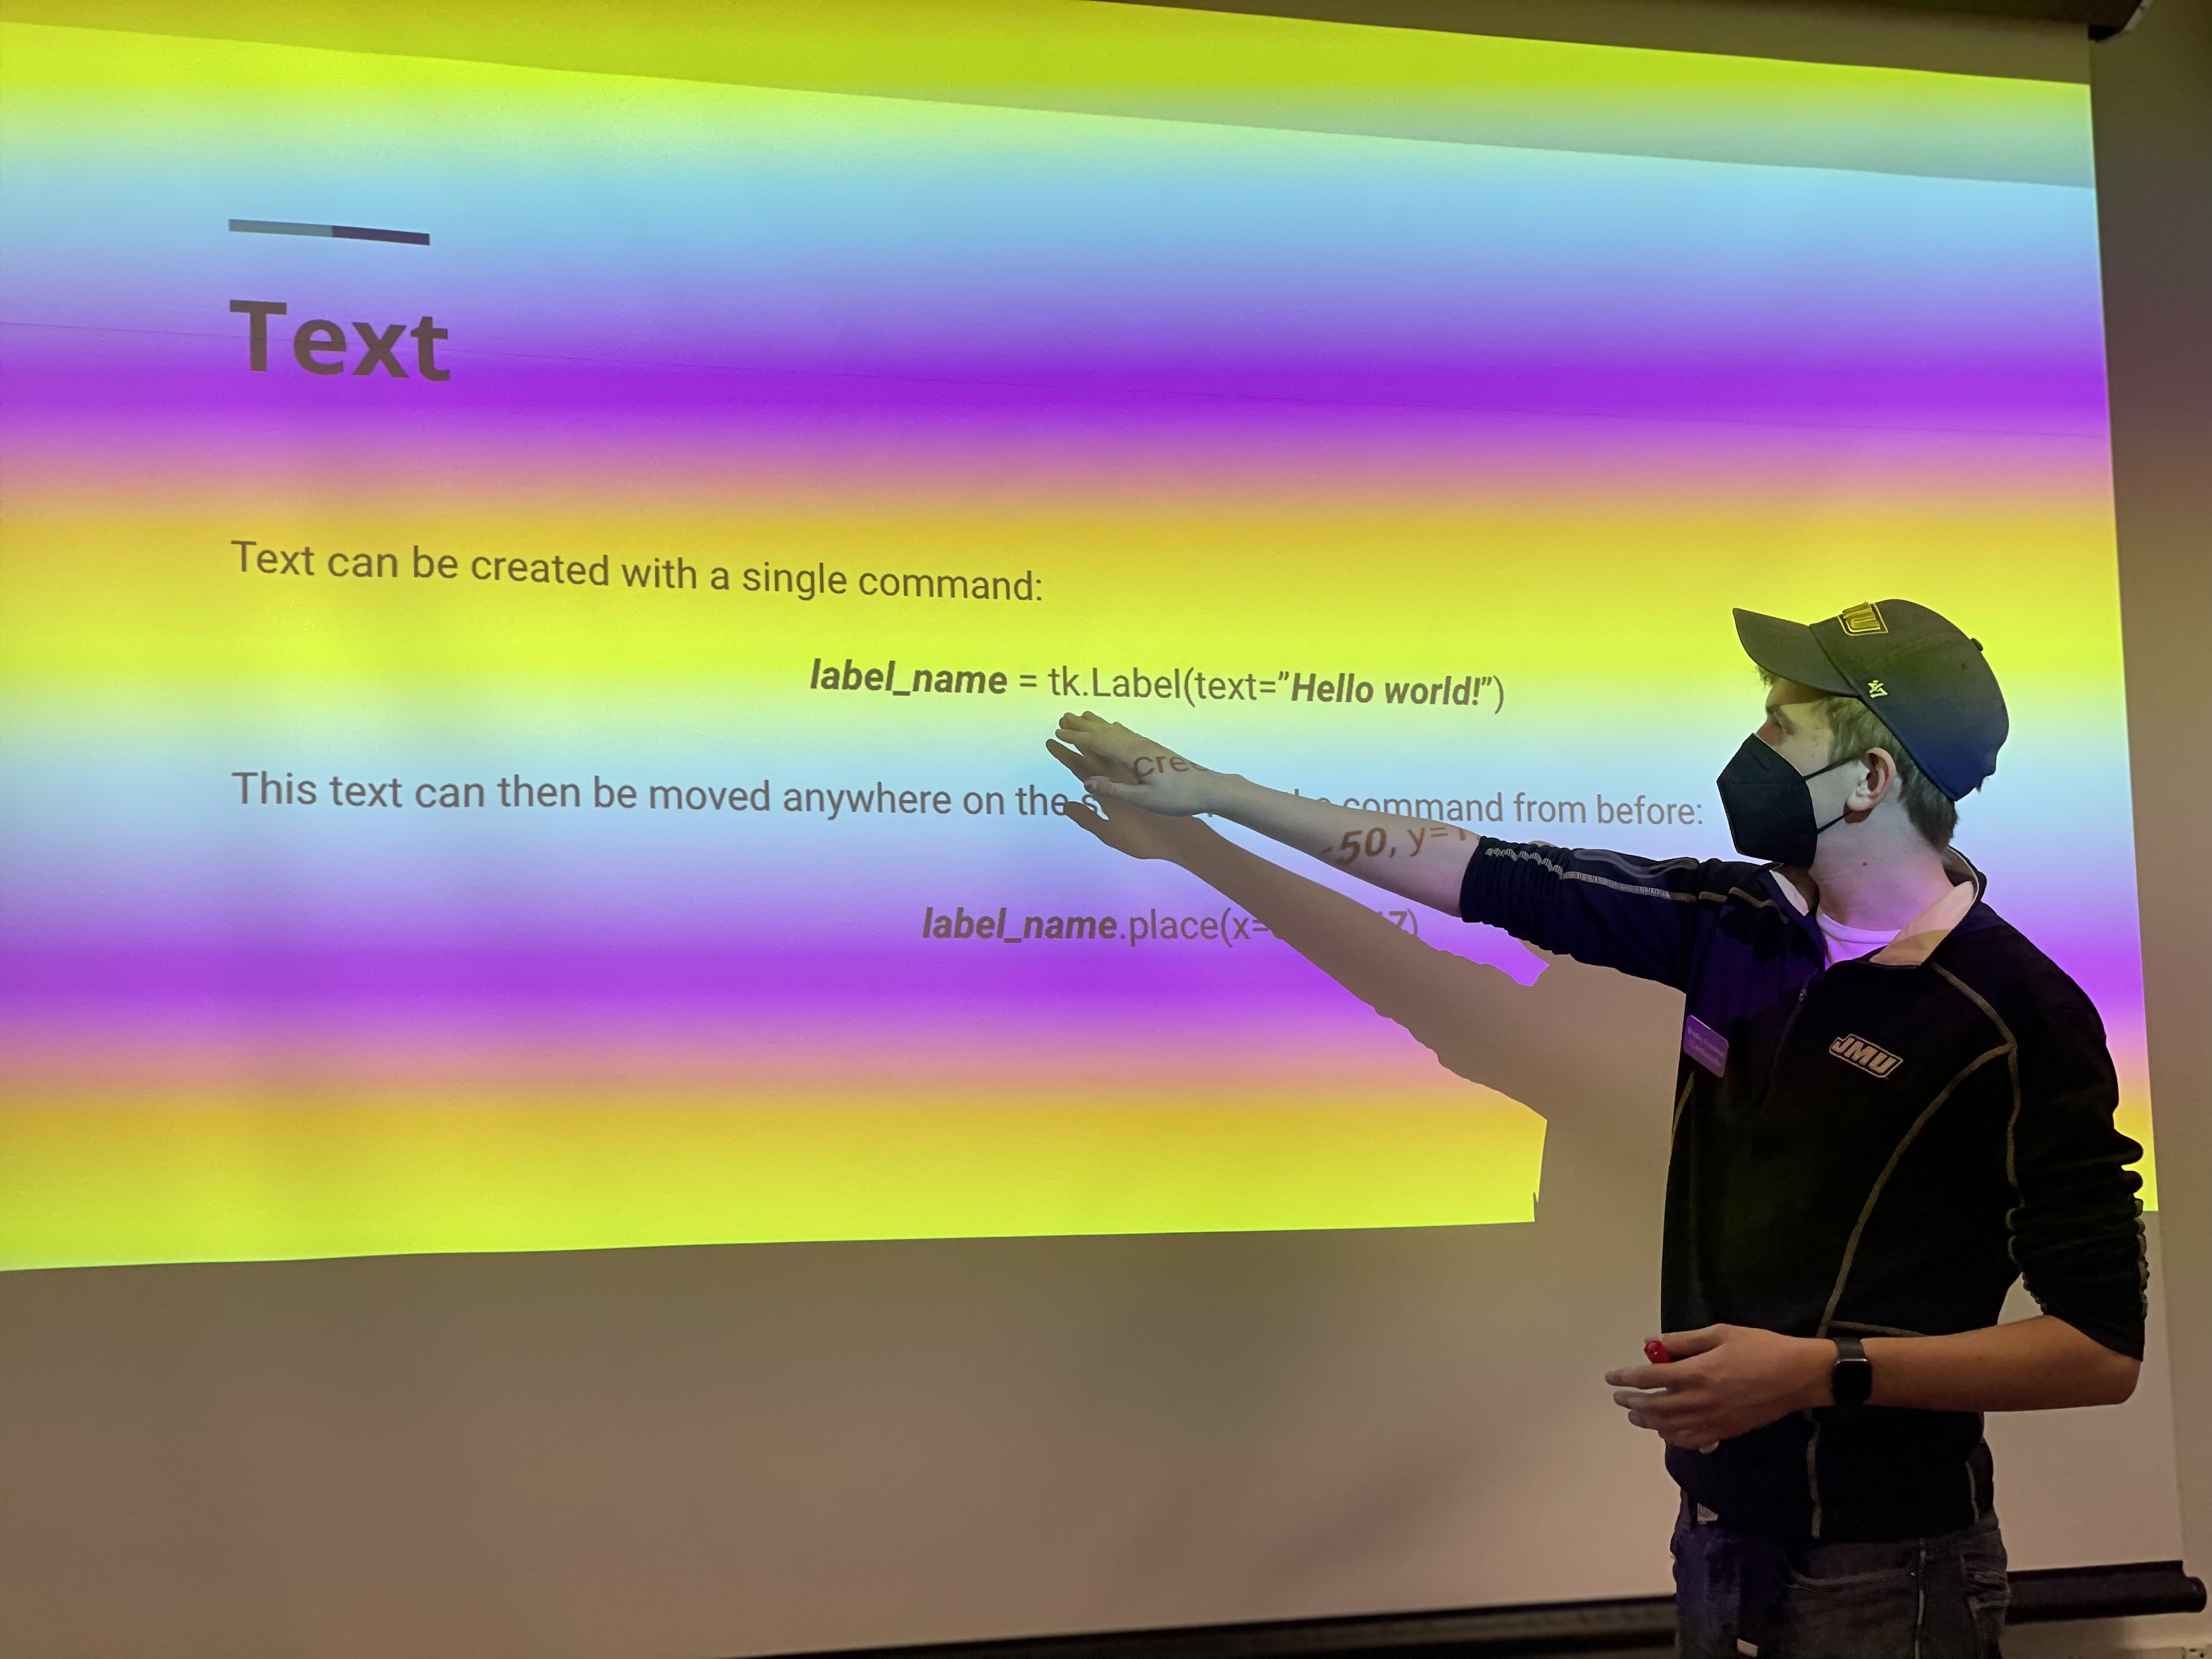 Text
Text can be created with a single command:
label_name = tk.Label(text=”Hello world!”)
This text can then be moved anywhere on the command from before:
label_name.place(x=
50, y=
JMU